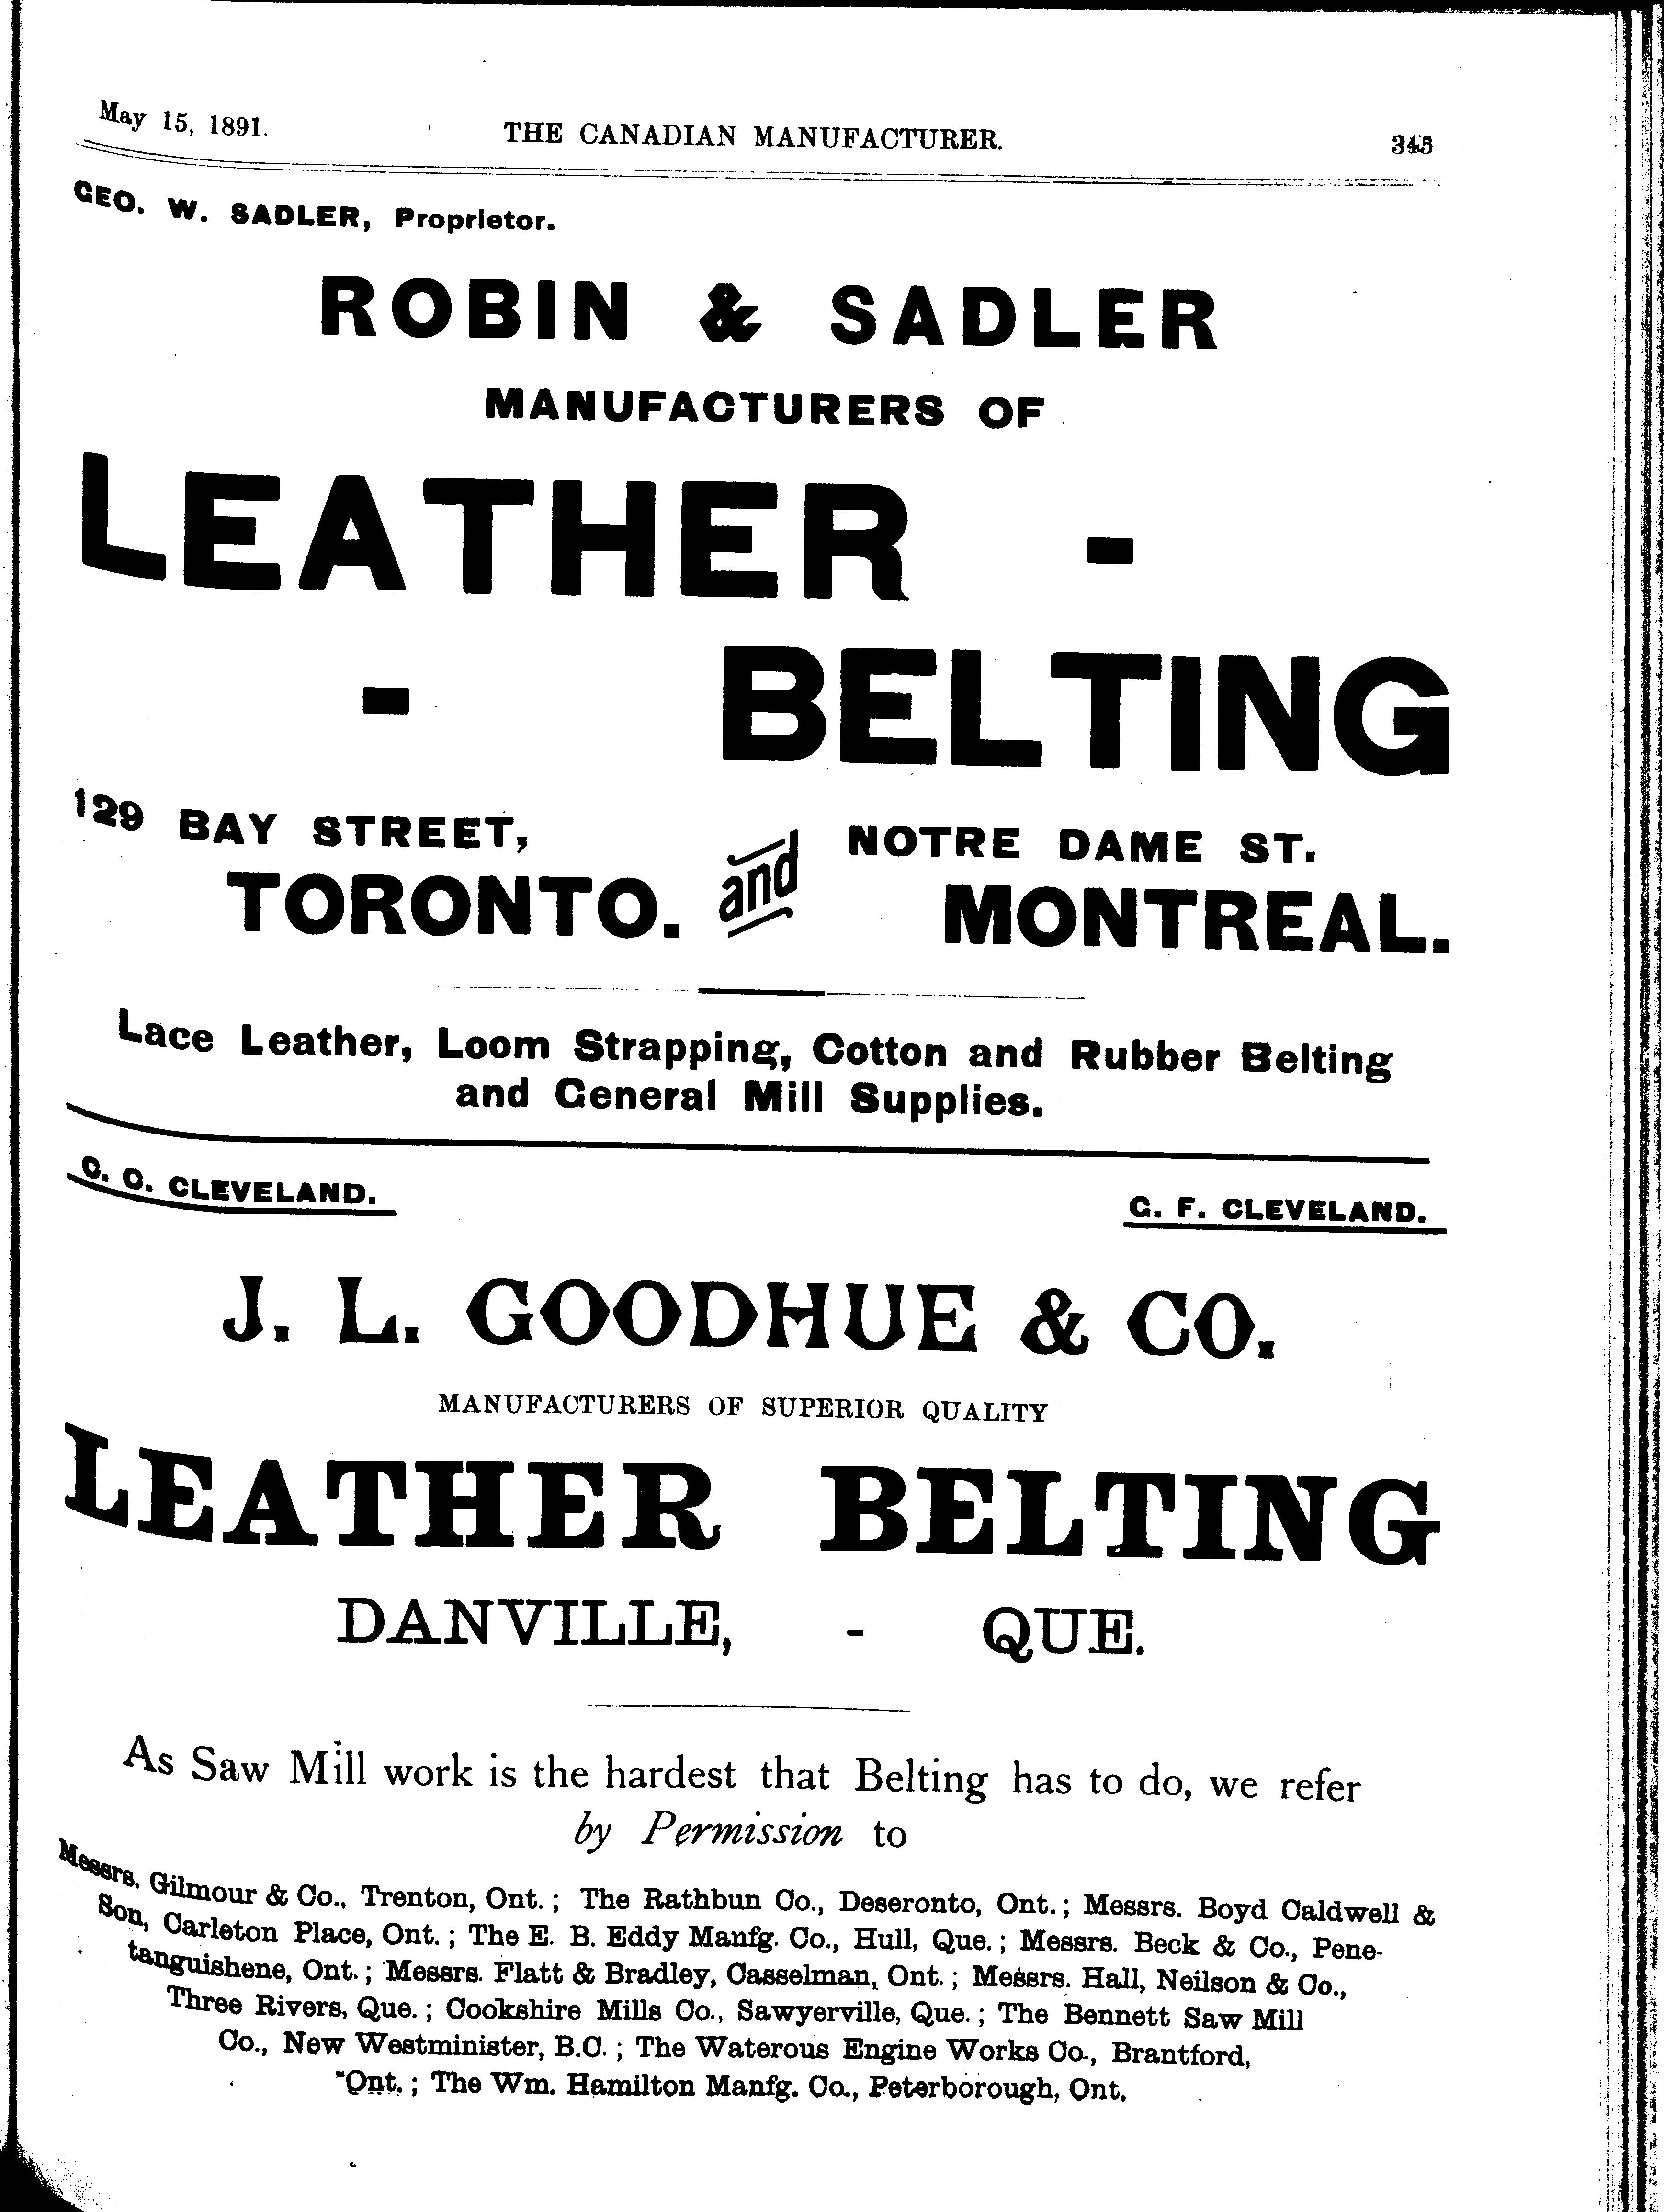 May 15, 1891. THE CANADIAN MANUFACTURER. 345
GEO. W. SADLER, Proprietor.
ROBIN & SADLER
MANUFACTURERS OF
LEATHER -
- BELTING
129 BAY STREET, TORONTO. and NOTRE DAME ST. MONTREAL.
Lace Leather, Loom Strapping, Cotton and Rubber Belting
and General Mill Supplies.
C. C. CLEVELAND. G. F. CLEVELAND.
J. L. GOODHUE & CO.
MANUFACTURERS OF SUPERIOR QUALITY
LEATHER BELTING
DANVILLE, - QUE.
As Saw Mill work is the hardest that Belting has to do, we refer
by Permission to
Messrs. Gilmour & Co., Trenton, Ont.; The Rathbun Co., Deseronto, Ont.; Messrs. Boyd Caldwell &
Son, Carleton Place, Ont.; The E. B. Eddy Manfg. Co., Hull, Que.; Messrs. Beck & Co., Pene-
tanguishene, Ont.; Messrs. Flatt & Bradley, Casselman, Ont.; Messrs. Hall, Neilson & Co.,
Three Rivers, Que.; Cookshire Mills Co., Sawyerville, Que.; The Bennett Saw Mill
Co., New Westminister, B.C.; The Waterous Engine Works Co., Brantford,
Ont.; The Wm. Hamilton Manfg. Co., Peterborough, Ont.